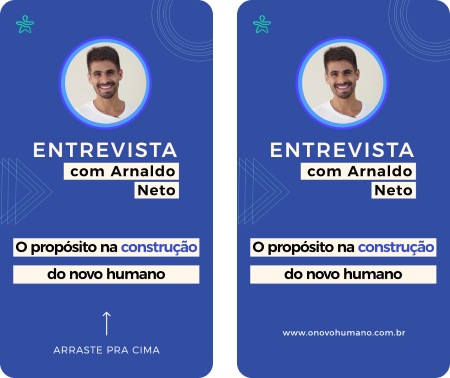 ENTREVISTA
com Arnaldo
Neto
O propósito na construção
do novo humano
ARRASTE PRA CIMA
ENTREVISTA
com Arnaldo
Neto
O propósito na construção
do novo humano
www.onovohumano.com.br